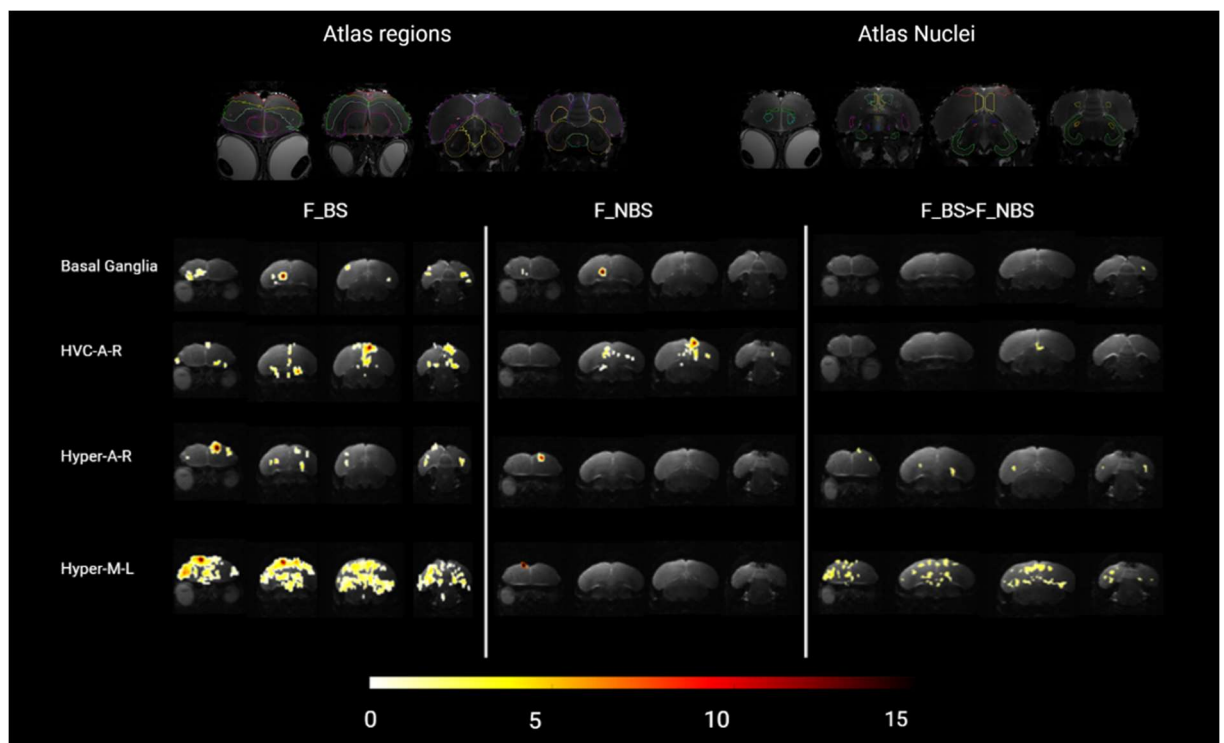 Atlas regions Atlas Nuclei
F_BS F_NBS F_BS>F_NBS
Basal Ganglia
HVC-A-R
Hyper-A-R
Hyper-M-L
0 5 10 15